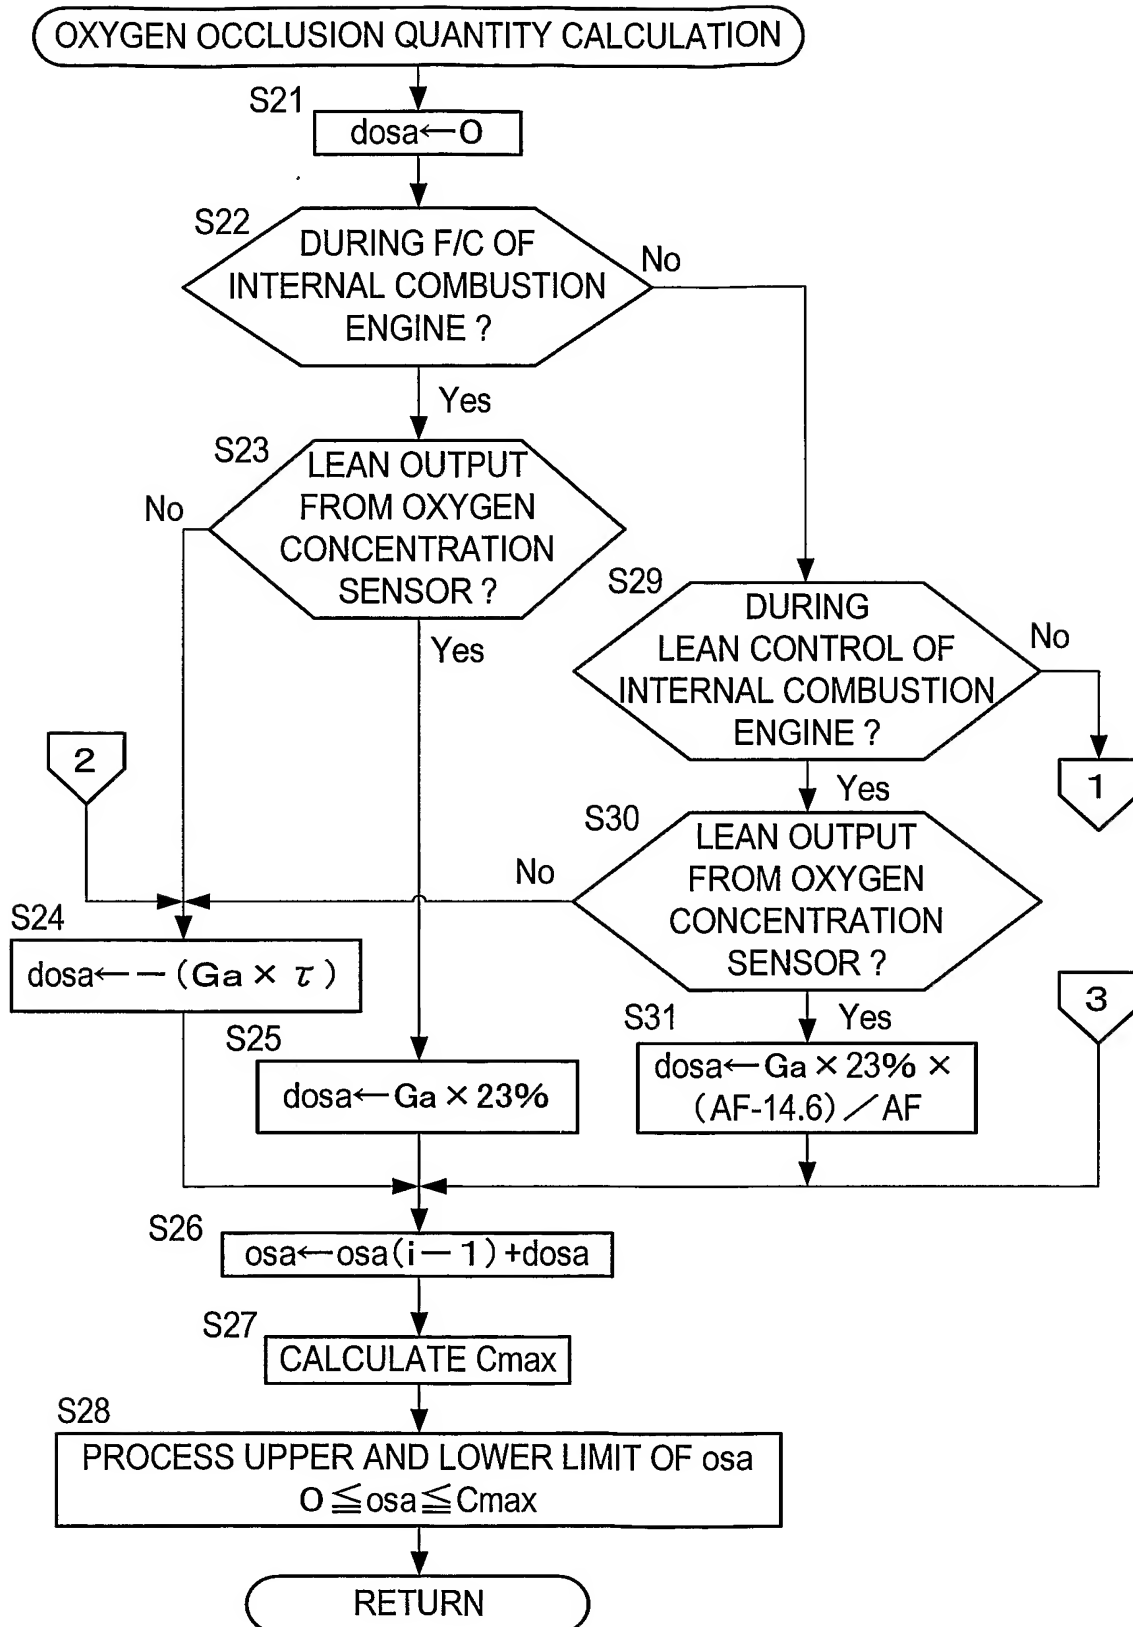 OXYGEN OCCLUSION QUANTITY CALCULATION
S21
dosa←O
S22
DURING F/C OF
INTERNAL COMBUSTION
ENGINE ?
No
Yes
S23
LEAN OUTPUT
FROM OXYGEN
CONCENTRATION
SENSOR ?
No
Yes
S29
DURING
LEAN CONTROL OF
INTERNAL COMBUSTION
ENGINE ?
No
Yes
2
1
S30
LEAN OUTPUT
FROM OXYGEN
CONCENTRATION
SENSOR ?
No
Yes
S24
dosa←−(Ga × τ)
3
S25
dosa←Ga × 23%
S31
dosa←Ga × 23% ×
(AF-14.6)／AF
S26
osa←osa(i−1)+dosa
S27
CALCULATE Cmax
S28
PROCESS UPPER AND LOWER LIMIT OF osa
O≦osa≦Cmax
RETURN